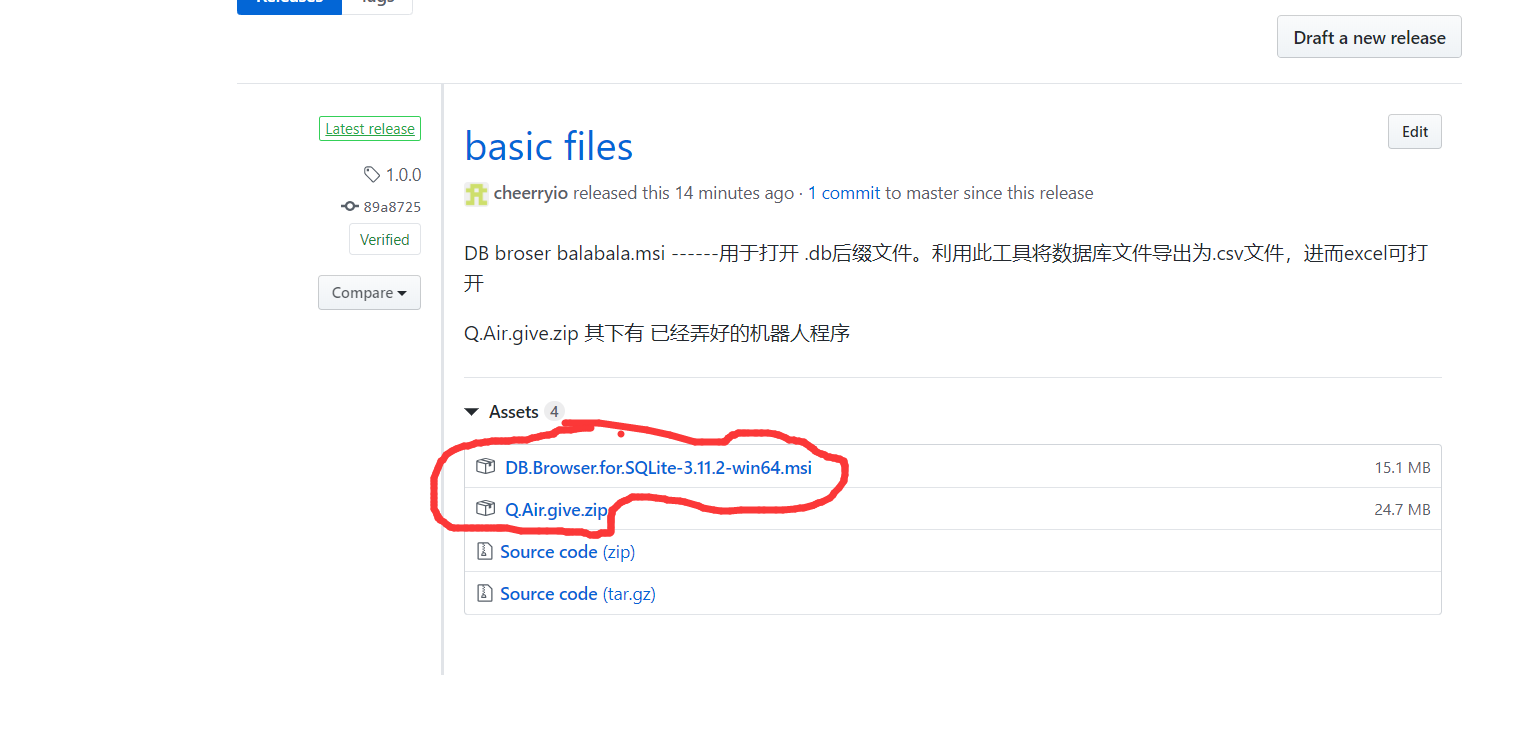 Releases Tags
Draft a new release
Latest release
1.0.0
89a8725
Verified
Compare
basic files
Edit
cheerryio released this 14 minutes ago · 1 commit to master since this release
DB broser balabala.msi ------用于打开 .db后缀文件。利用此工具将数据库文件导出为.csv文件，进而excel可打
开
Q.Air.give.zip 其下有 已经弄好的机器人程序
Assets 4
DB.Browser.for.SQLite-3.11.2-win64.msi 15.1 MB
Q.Air.give.zip 24.7 MB
Source code (zip)
Source code (tar.gz)